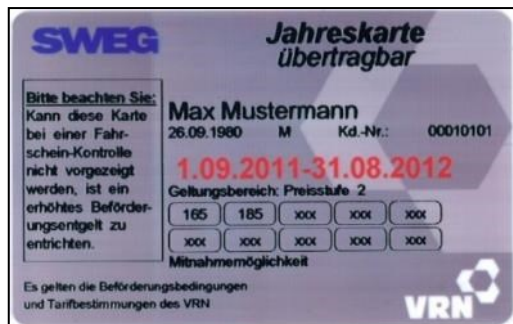 SWEG
Jahreskarte
übertragbar
Bitte beachten Sie:
Kann diese Karte
bei einer Fahr-
schein-Kontrolle
nicht vorgezeigt
werden, ist ein
erhöhtes Beförder-
ungsentgelt zu
entrichten.
Max Mustermann
26.09.1980 M Kd.-Nr.: 00010101
1.09.2011-31.08.2012
Geltungsbereich: Preisstufe 2
165 185 xxx xxx xxx
xxx xxx xxx xxx xxx
Mitnahmemöglichkeit
Es gelten die Beförderungsbedingungen
und Tarifbestimmungen des VRN
VRN